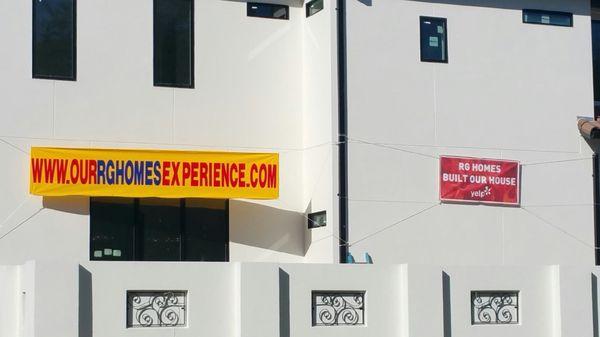 WWW.OURRGHOMESEXPERIENCE.COM
RG HOMES
BUILT OUR HOUSE
yelp